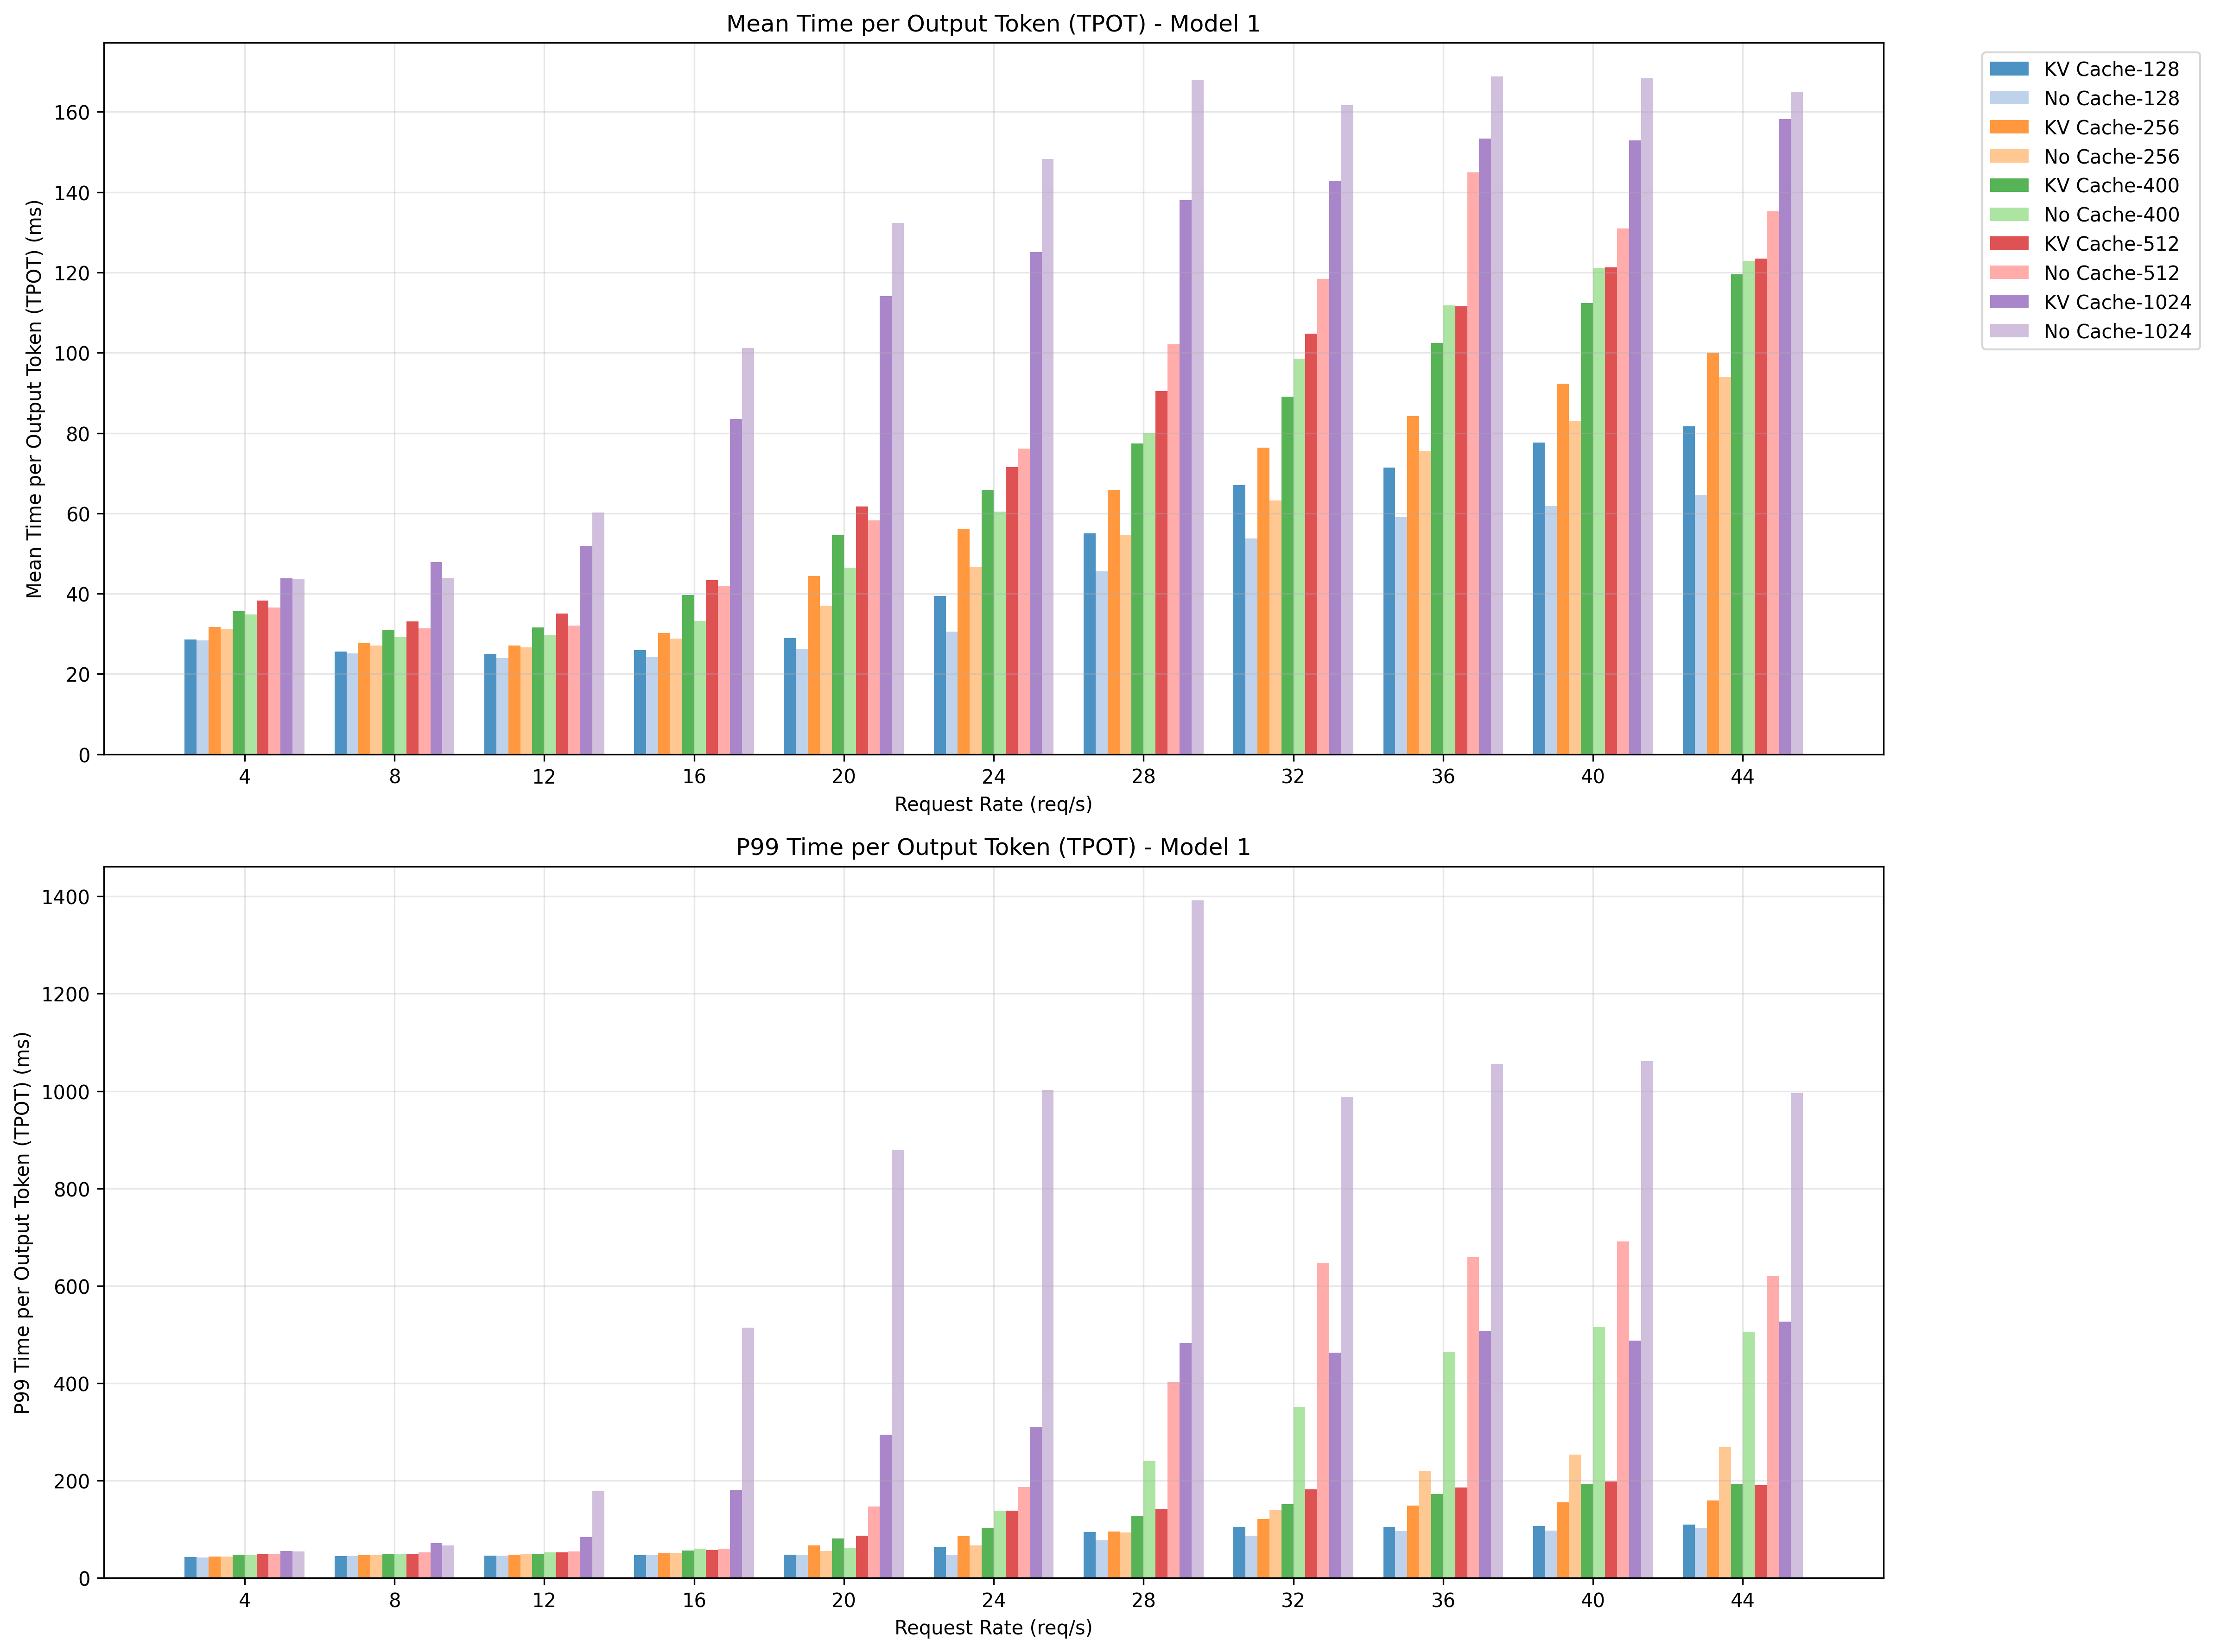 Mean Time per Output Token (TPOT) - Model 1
Mean Time per Output Token (TPOT) (ms)
160
140
120
100
80
60
40
20
0
4 8 12 16 20 24 28 32 36 40 44
Request Rate (req/s)
KV Cache-128
No Cache-128
KV Cache-256
No Cache-256
KV Cache-400
No Cache-400
KV Cache-512
No Cache-512
KV Cache-1024
No Cache-1024
P99 Time per Output Token (TPOT) - Model 1
P99 Time per Output Token (TPOT) (ms)
1400
1200
1000
800
600
400
200
0
4 8 12 16 20 24 28 32 36 40 44
Request Rate (req/s)